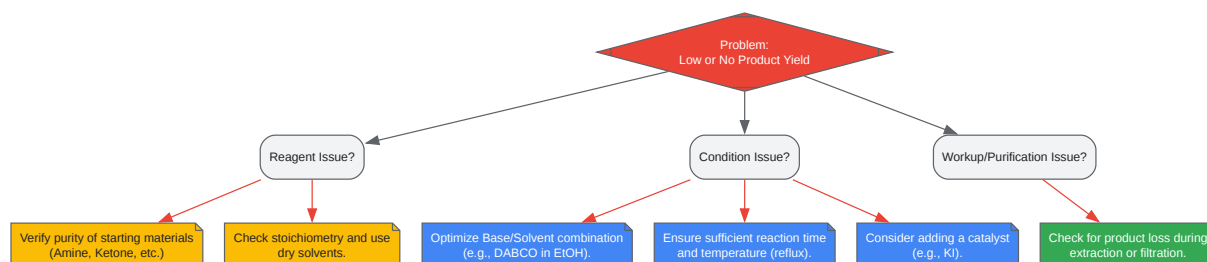 Problem:
Low or No Product Yield
Reagent Issue?
Condition Issue?
Workup/Purification Issue?
Verify purity of starting materials
(Amine, Ketone, etc.)
Check stoichiometry and use
dry solvents.
Optimize Base/Solvent combination
(e.g., DABCO in EtOH).
Ensure sufficient reaction time
and temperature (reflux).
Consider adding a catalyst
(e.g., KI).
Check for product loss during
extraction or filtration.